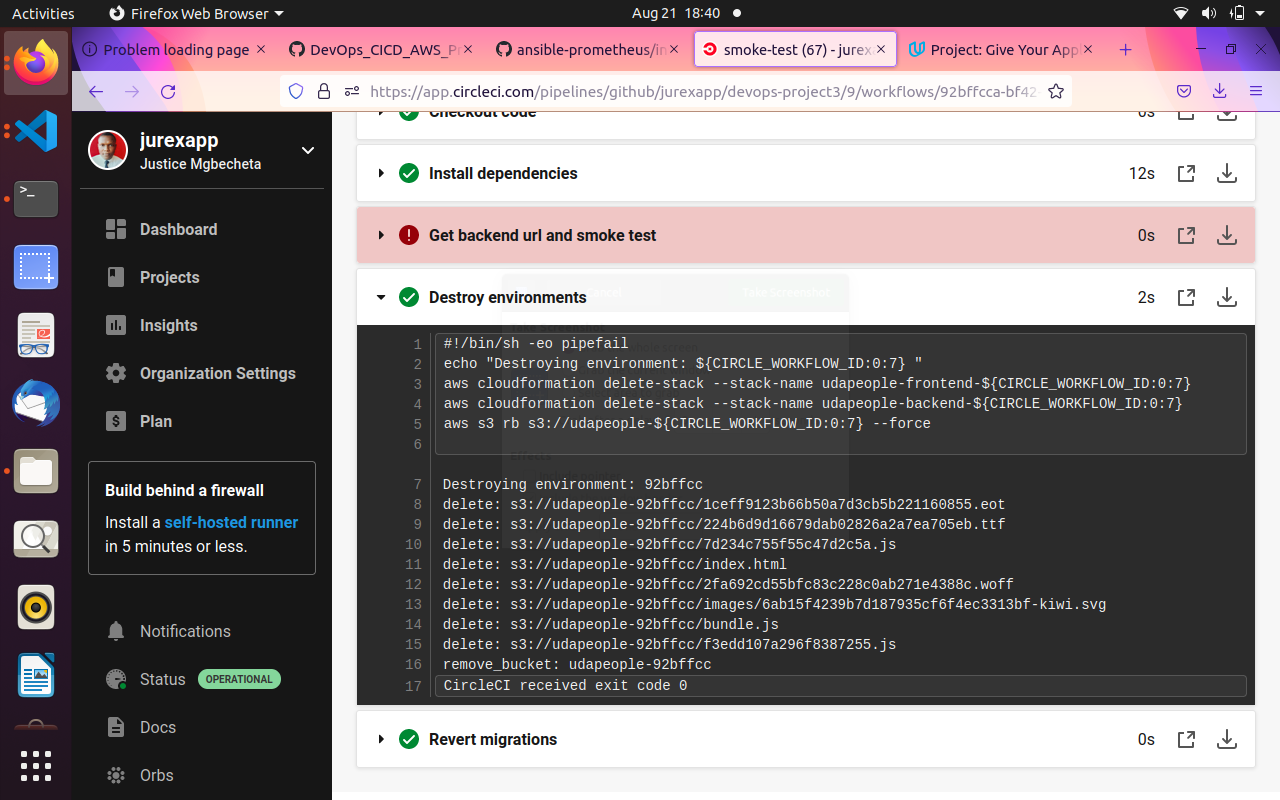 Activities
Firefox Web Browser
Aug 21 18:40
Problem loading page
DevOps_CICD_AWS_Pr
ansible-prometheus/in
smoke-test (67) - jurexa
Project: Give Your Appl
https://app.circleci.com/pipelines/github/jurexapp/devops-project3/9/workflows/92bffcca-bf42
jurexapp
Justice Mgbecheta
Dashboard
Projects
Insights
Organization Settings
Plan
Build behind a firewall
Install a self-hosted runner
in 5 minutes or less.
Notifications
Status OPERATIONAL
Docs
Orbs
Checkout code 0s
Install dependencies 12s
Get backend url and smoke test 0s
Destroy environments 2s
1 #!/bin/sh -eo pipefail
2 echo "Destroying environment: ${CIRCLE_WORKFLOW_ID:0:7} "
3 aws cloudformation delete-stack --stack-name udapeople-frontend-${CIRCLE_WORKFLOW_ID:0:7}
4 aws cloudformation delete-stack --stack-name udapeople-backend-${CIRCLE_WORKFLOW_ID:0:7}
5 aws s3 rb s3://udapeople-${CIRCLE_WORKFLOW_ID:0:7} --force
6
7 Destroying environment: 92bffcc
8 delete: s3://udapeople-92bffcc/1ceff9123b66b50a7d3cb5b221160855.eot
9 delete: s3://udapeople-92bffcc/224b6d9d16679dab02826a2a7ea705eb.ttf
10 delete: s3://udapeople-92bffcc/7d234c755f55c47d2c5a.js
11 delete: s3://udapeople-92bffcc/index.html
12 delete: s3://udapeople-92bffcc/2fa692cd55bfc83c228c0ab271e4388c.woff
13 delete: s3://udapeople-92bffcc/images/6ab15f4239b7d187935cf6f4ec3313bf-kiwi.svg
14 delete: s3://udapeople-92bffcc/bundle.js
15 delete: s3://udapeople-92bffcc/f3edd107a296f8387255.js
16 remove_bucket: udapeople-92bffcc
17 CircleCI received exit code 0
Revert migrations 0s